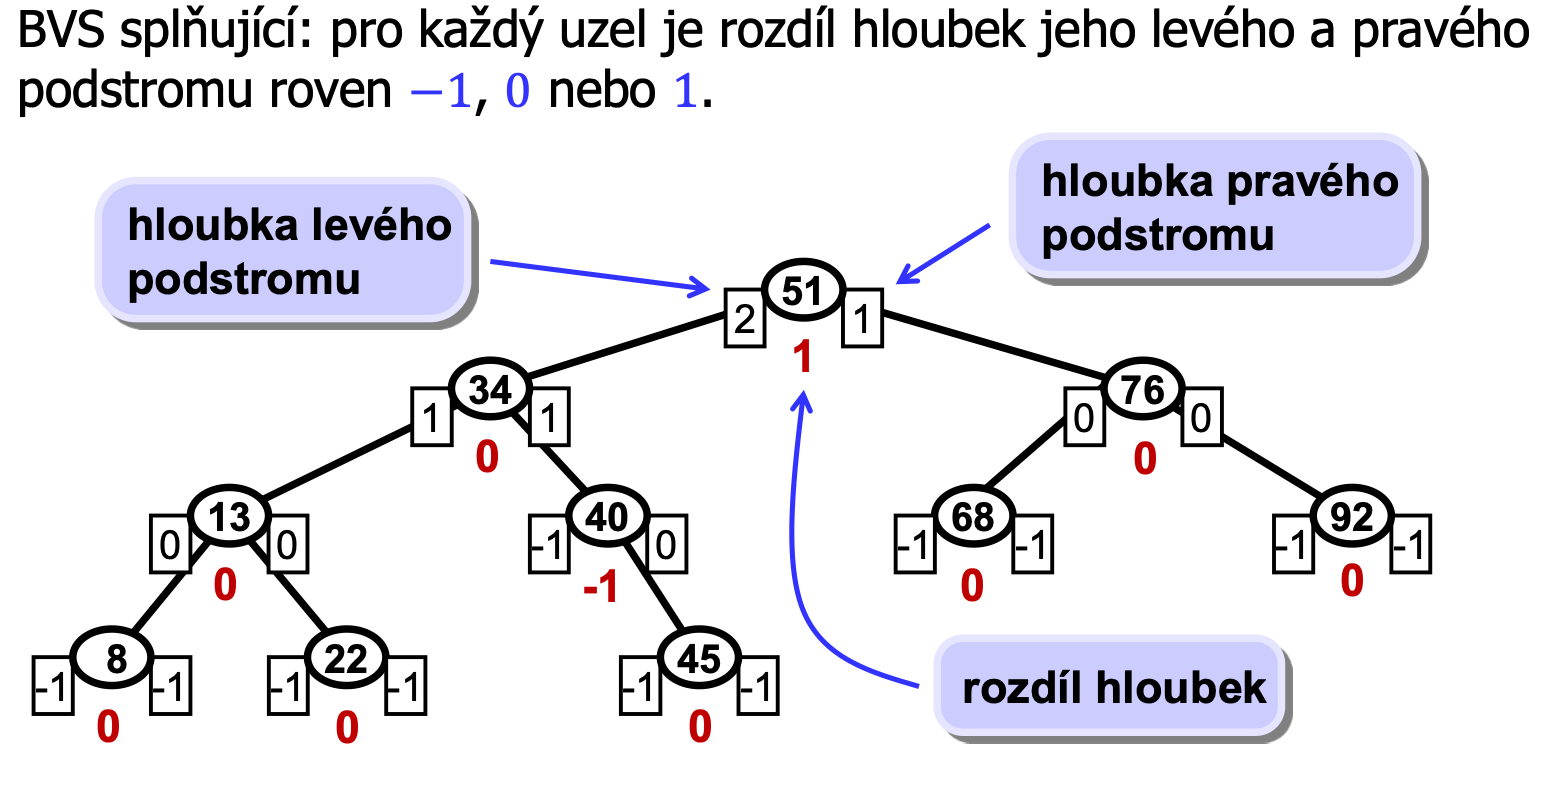 BVS splňující: pro každý uzel je rozdíl hloubek jeho levého a pravého
podstromu roven −1, 0 nebo 1.
hloubka levého
podstromu
hloubka pravého
podstromu
2 51 1
1
1 34 1
0
0 76 0
0
0 13 0
0
-1 40 0
-1
-1 68 -1
0
-1 92 -1
0
-1 8 -1
0
-1 22 -1
0
-1 45 -1
0
rozdíl hloubek